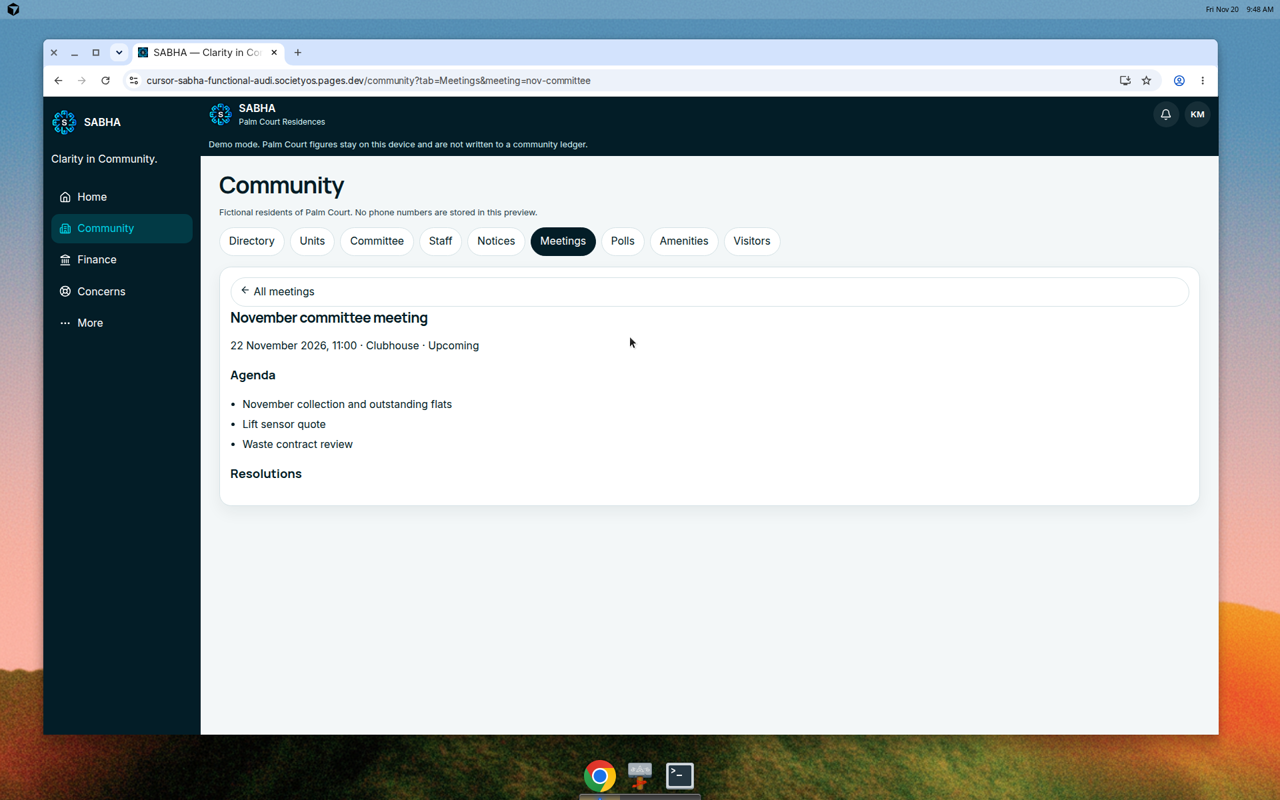 Fri Nov 20 9:48 AM
SABHA — Clarity in Co
cursor-sabha-functional-audi.societyos.pages.dev/community?tab=Meetings&meeting=nov-committee
S
SABHA
Clarity in Community.
Home
Community
Finance
Concerns
More
S
SABHA
Palm Court Residences
KM
Demo mode. Palm Court figures stay on this device and are not written to a community ledger.
Community
Fictional residents of Palm Court. No phone numbers are stored in this preview.
Directory
Units
Committee
Staff
Notices
Meetings
Polls
Amenities
Visitors
← All meetings
November committee meeting
22 November 2026, 11:00 · Clubhouse · Upcoming
Agenda
• November collection and outstanding flats
• Lift sensor quote
• Waste contract review
Resolutions